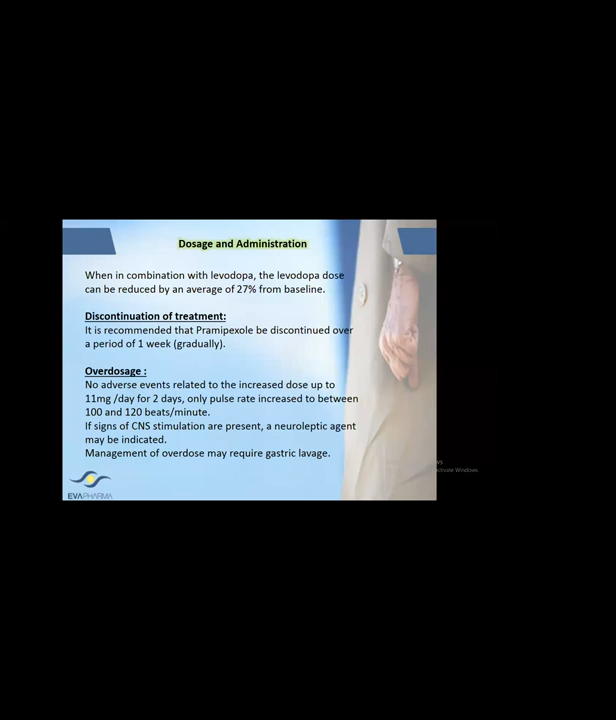 Dosage and Administration
When in combination with levodopa, the levodopa dose
can be reduced by an average of 27% from baseline.
Discontinuation of treatment:
It is recommended that Pramipexole be discontinued over
a period of 1 week (gradually).
Overdosage :
No adverse events related to the increased dose up to
11mg /day for 2 days, only pulse rate increased to between
100 and 120 beats/minute.
If signs of CNS stimulation are present, a neuroleptic agent
may be indicated.
Management of overdose may require gastric lavage.
EVAPHARMA
activate Windows.